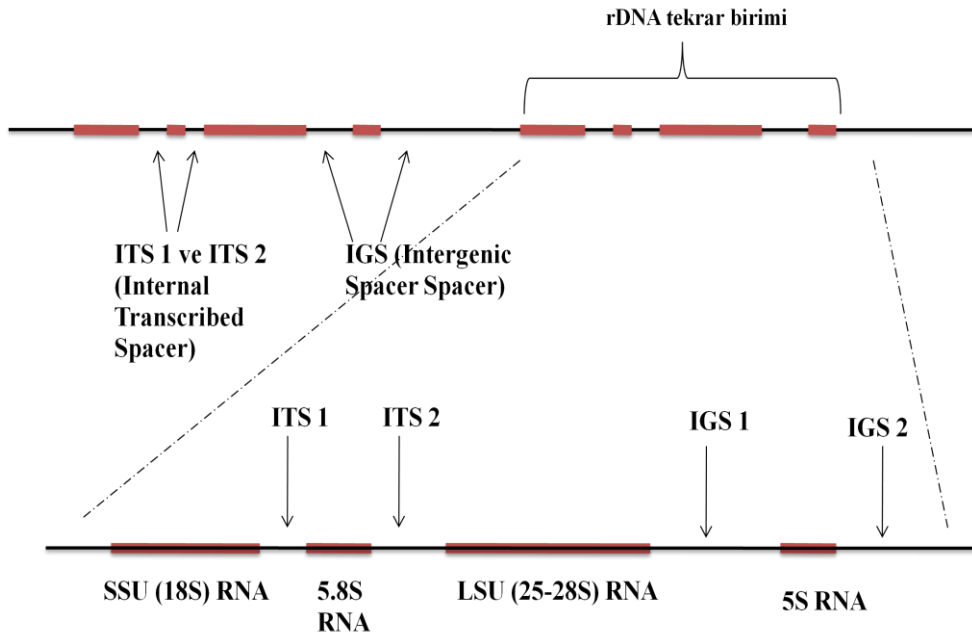 rDNA tekrar birimi
ITS 1 ve ITS 2
(Internal
Transcribed
Spacer)
IGS (Intergenic
Spacer Spacer)
ITS 1
ITS 2
IGS 1
IGS 2
SSU (18S) RNA
5.8S
RNA
LSU (25-28S) RNA
5S RNA